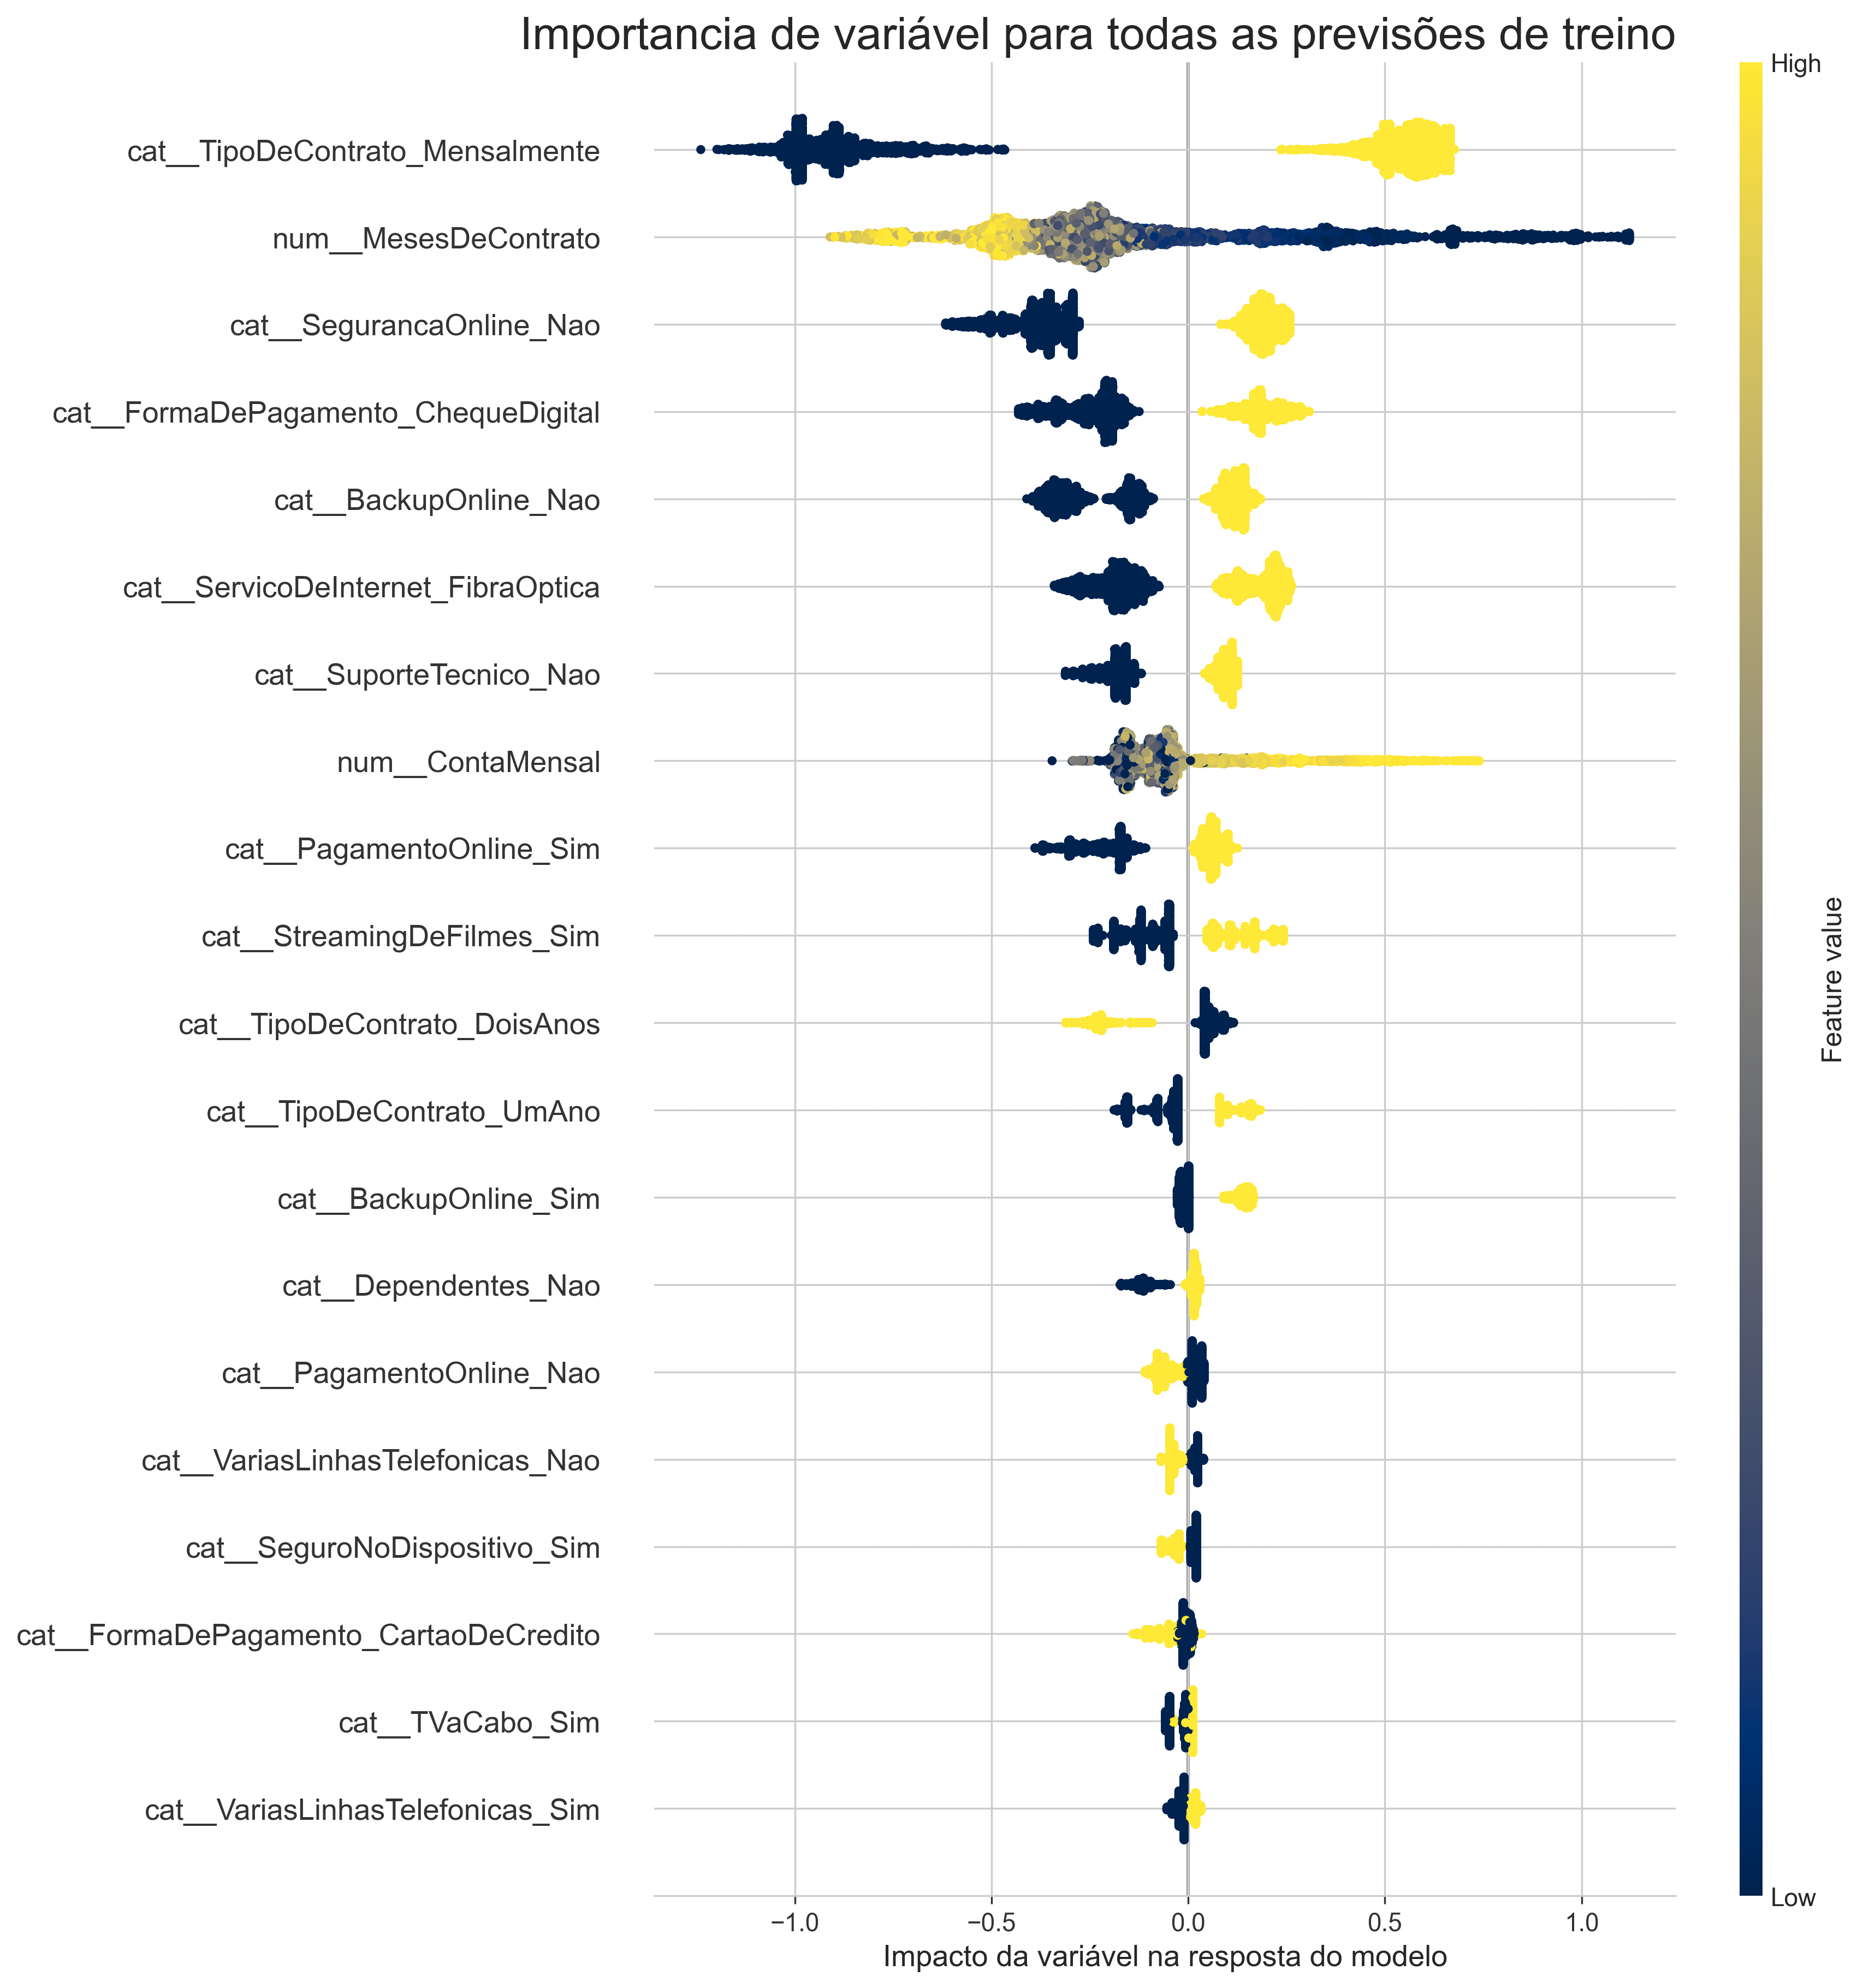 Importancia de variável para todas as previsões de treino
High
cat__TipoDeContrato_Mensalmente
num__MesesDeContrato
cat__SegurancaOnline_Nao
cat__FormaDePagamento_ChequeDigital
cat__BackupOnline_Nao
cat__ServicoDeInternet_FibraOptica
cat__SuporteTecnico_Nao
num__ContaMensal
cat__PagamentoOnline_Sim
cat__StreamingDeFilmes_Sim
cat__TipoDeContrato_DoisAnos
cat__TipoDeContrato_UmAno
cat__BackupOnline_Sim
cat__Dependentes_Nao
cat__PagamentoOnline_Nao
cat__VariasLinhasTelefonicas_Nao
cat__SeguroNoDispositivo_Sim
cat__FormaDePagamento_CartaoDeCredito
cat__TVaCabo_Sim
cat__VariasLinhasTelefonicas_Sim
Feature value
Low
−1.0 −0.5 0.0 0.5 1.0
Impacto da variável na resposta do modelo